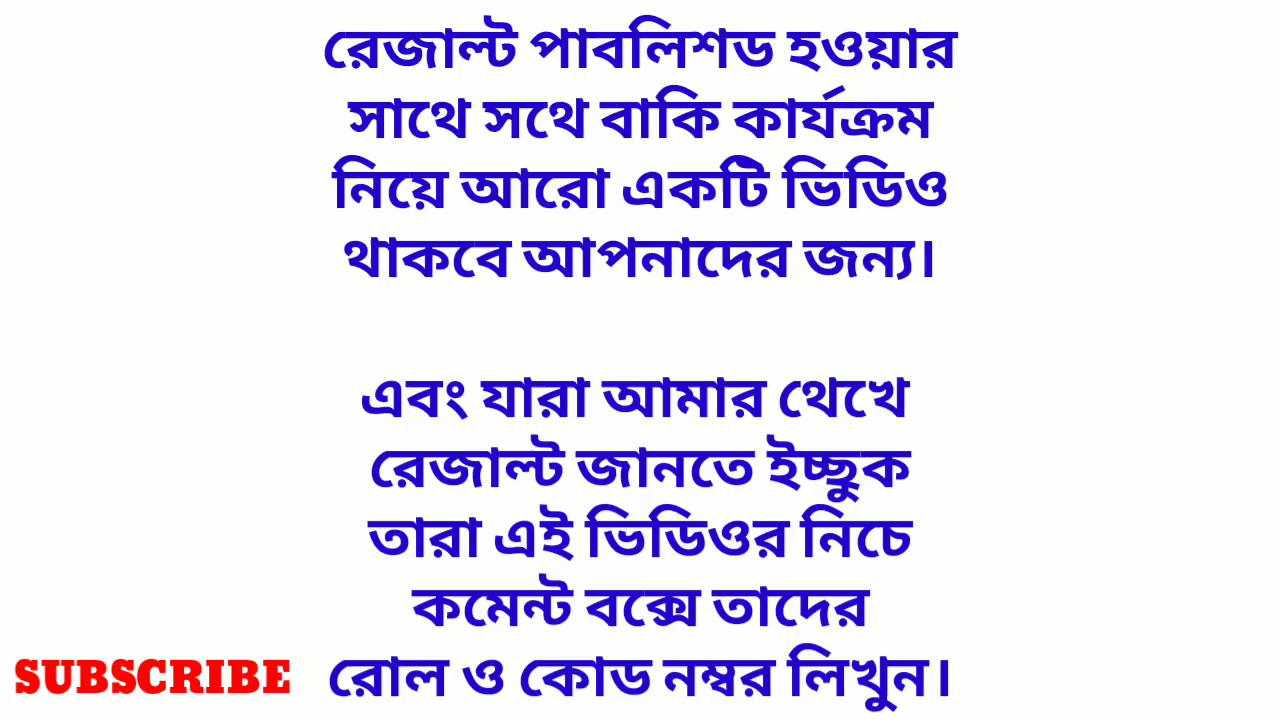 রেজাল্ট পাবলিশড হওয়ার
সাথে সথে বাকি কার্যক্রম
নিয়ে আরো একটি ভিডিও
থাকবে আপনাদের জন্য।
এবং যারা আমার থেখে
রেজাল্ট জানতে ইচ্ছুক
তারা এই ভিডিওর নিচে
কমেন্ট বক্সে তাদের
রোল ও কোড নম্বর লিখুন।
SUBSCRIBE